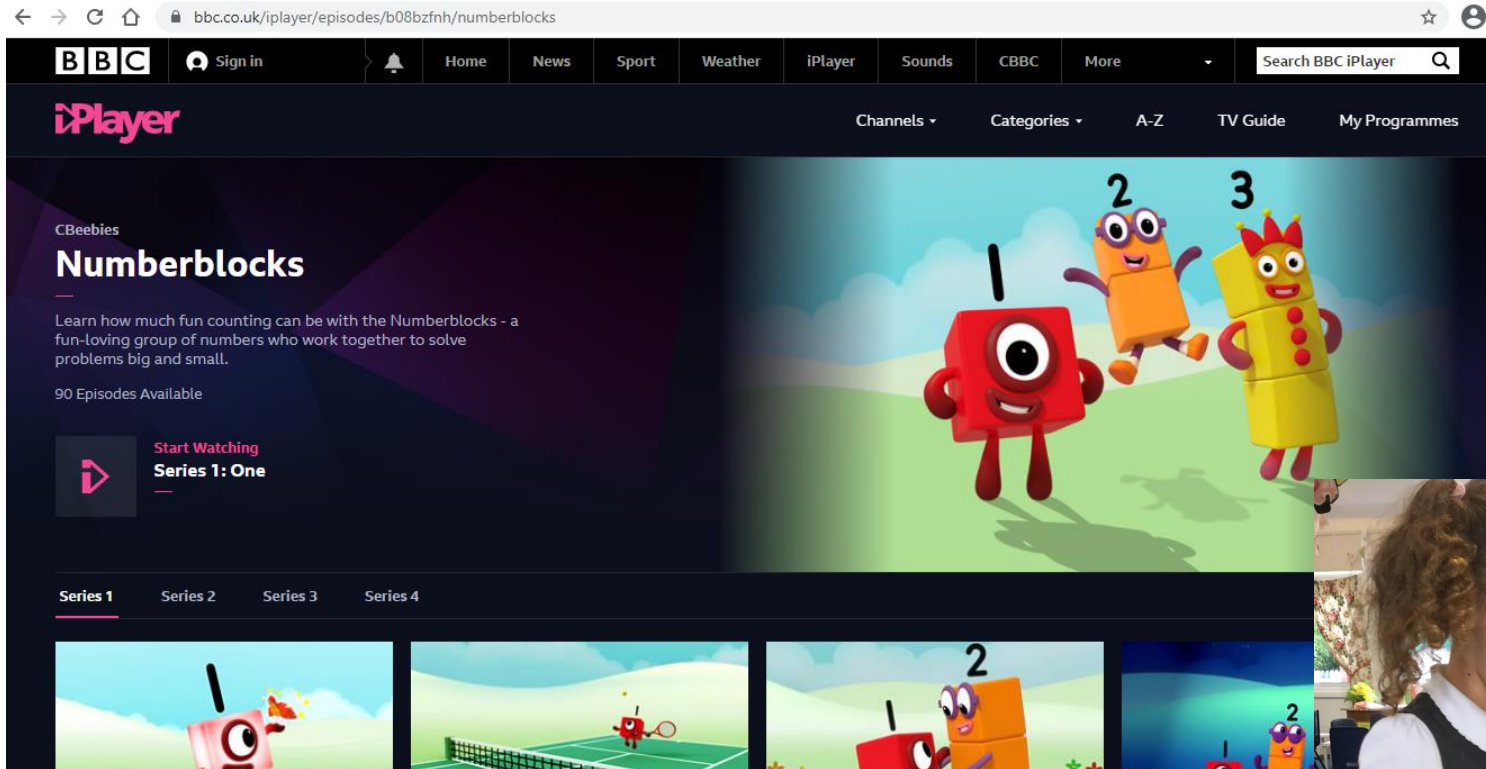 bbc.co.uk/iplayer/episodes/b08bzfnh/numberblocks
BBC Sign in Home News Sport Weather iPlayer Sounds CBBC More Search BBC iPlayer
iPlayer Channels Categories A-Z TV Guide My Programmes
1 2 3
CBeebies
Numberblocks
Learn how much fun counting can be with the Numberblocks - a
fun-loving group of numbers who work together to solve
problems big and small.
90 Episodes Available
Start Watching
Series 1: One
Series 1 Series 2 Series 3 Series 4
1 1 2 1 2